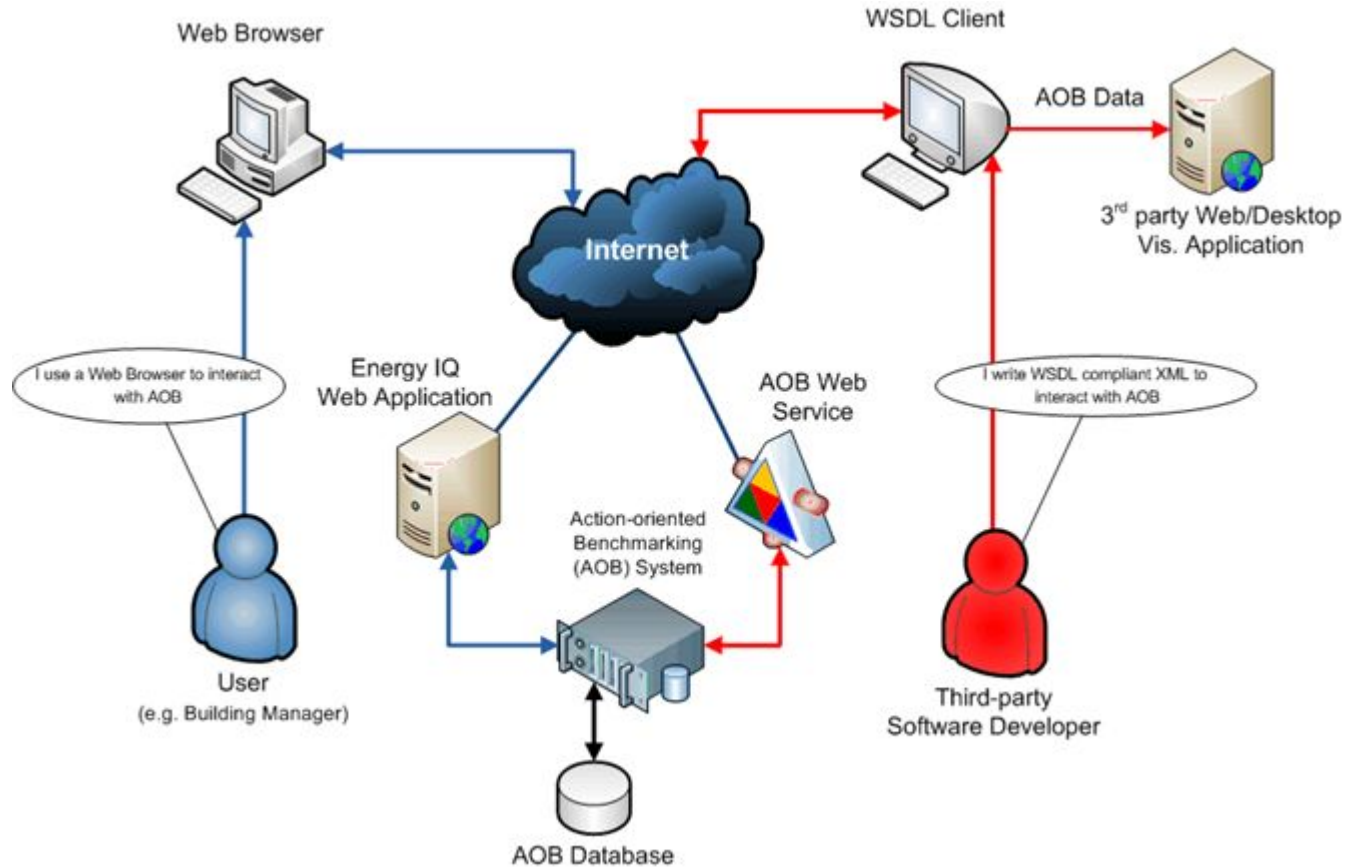 Web Browser
WSDL Client
AOB Data
3rd party Web/Desktop
Vis. Application
Internet
I use a Web Browser to interact
with AOB
Energy IQ
Web Application
AOB Web
Service
I write WSDL compliant XML to
interact with AOB
Action-oriented
Benchmarking
(AOB) System
User
(e.g. Building Manager)
Third-party
Software Developer
AOB Database